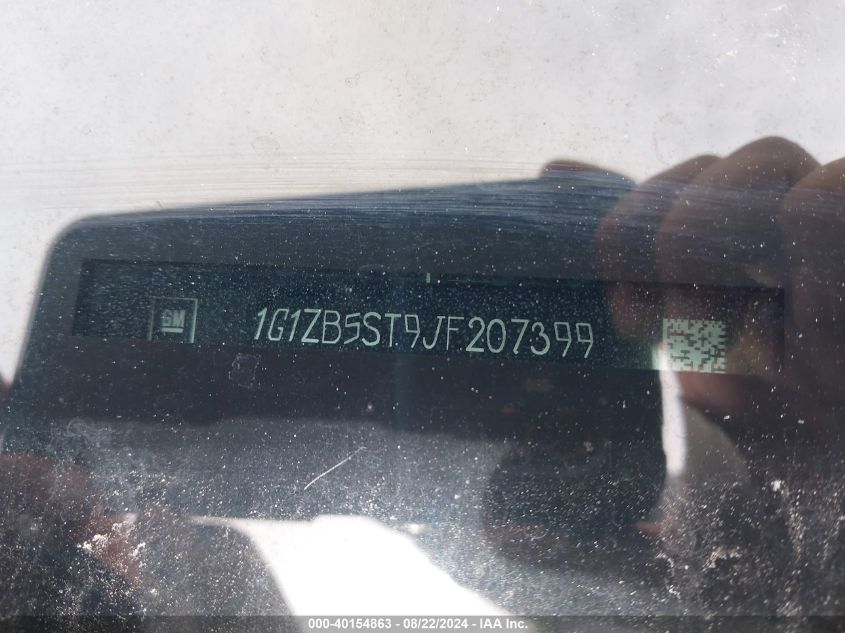 GM
1G1ZB5ST9JF207399
000-40154863 - 08/22/2024 - IAA Inc.